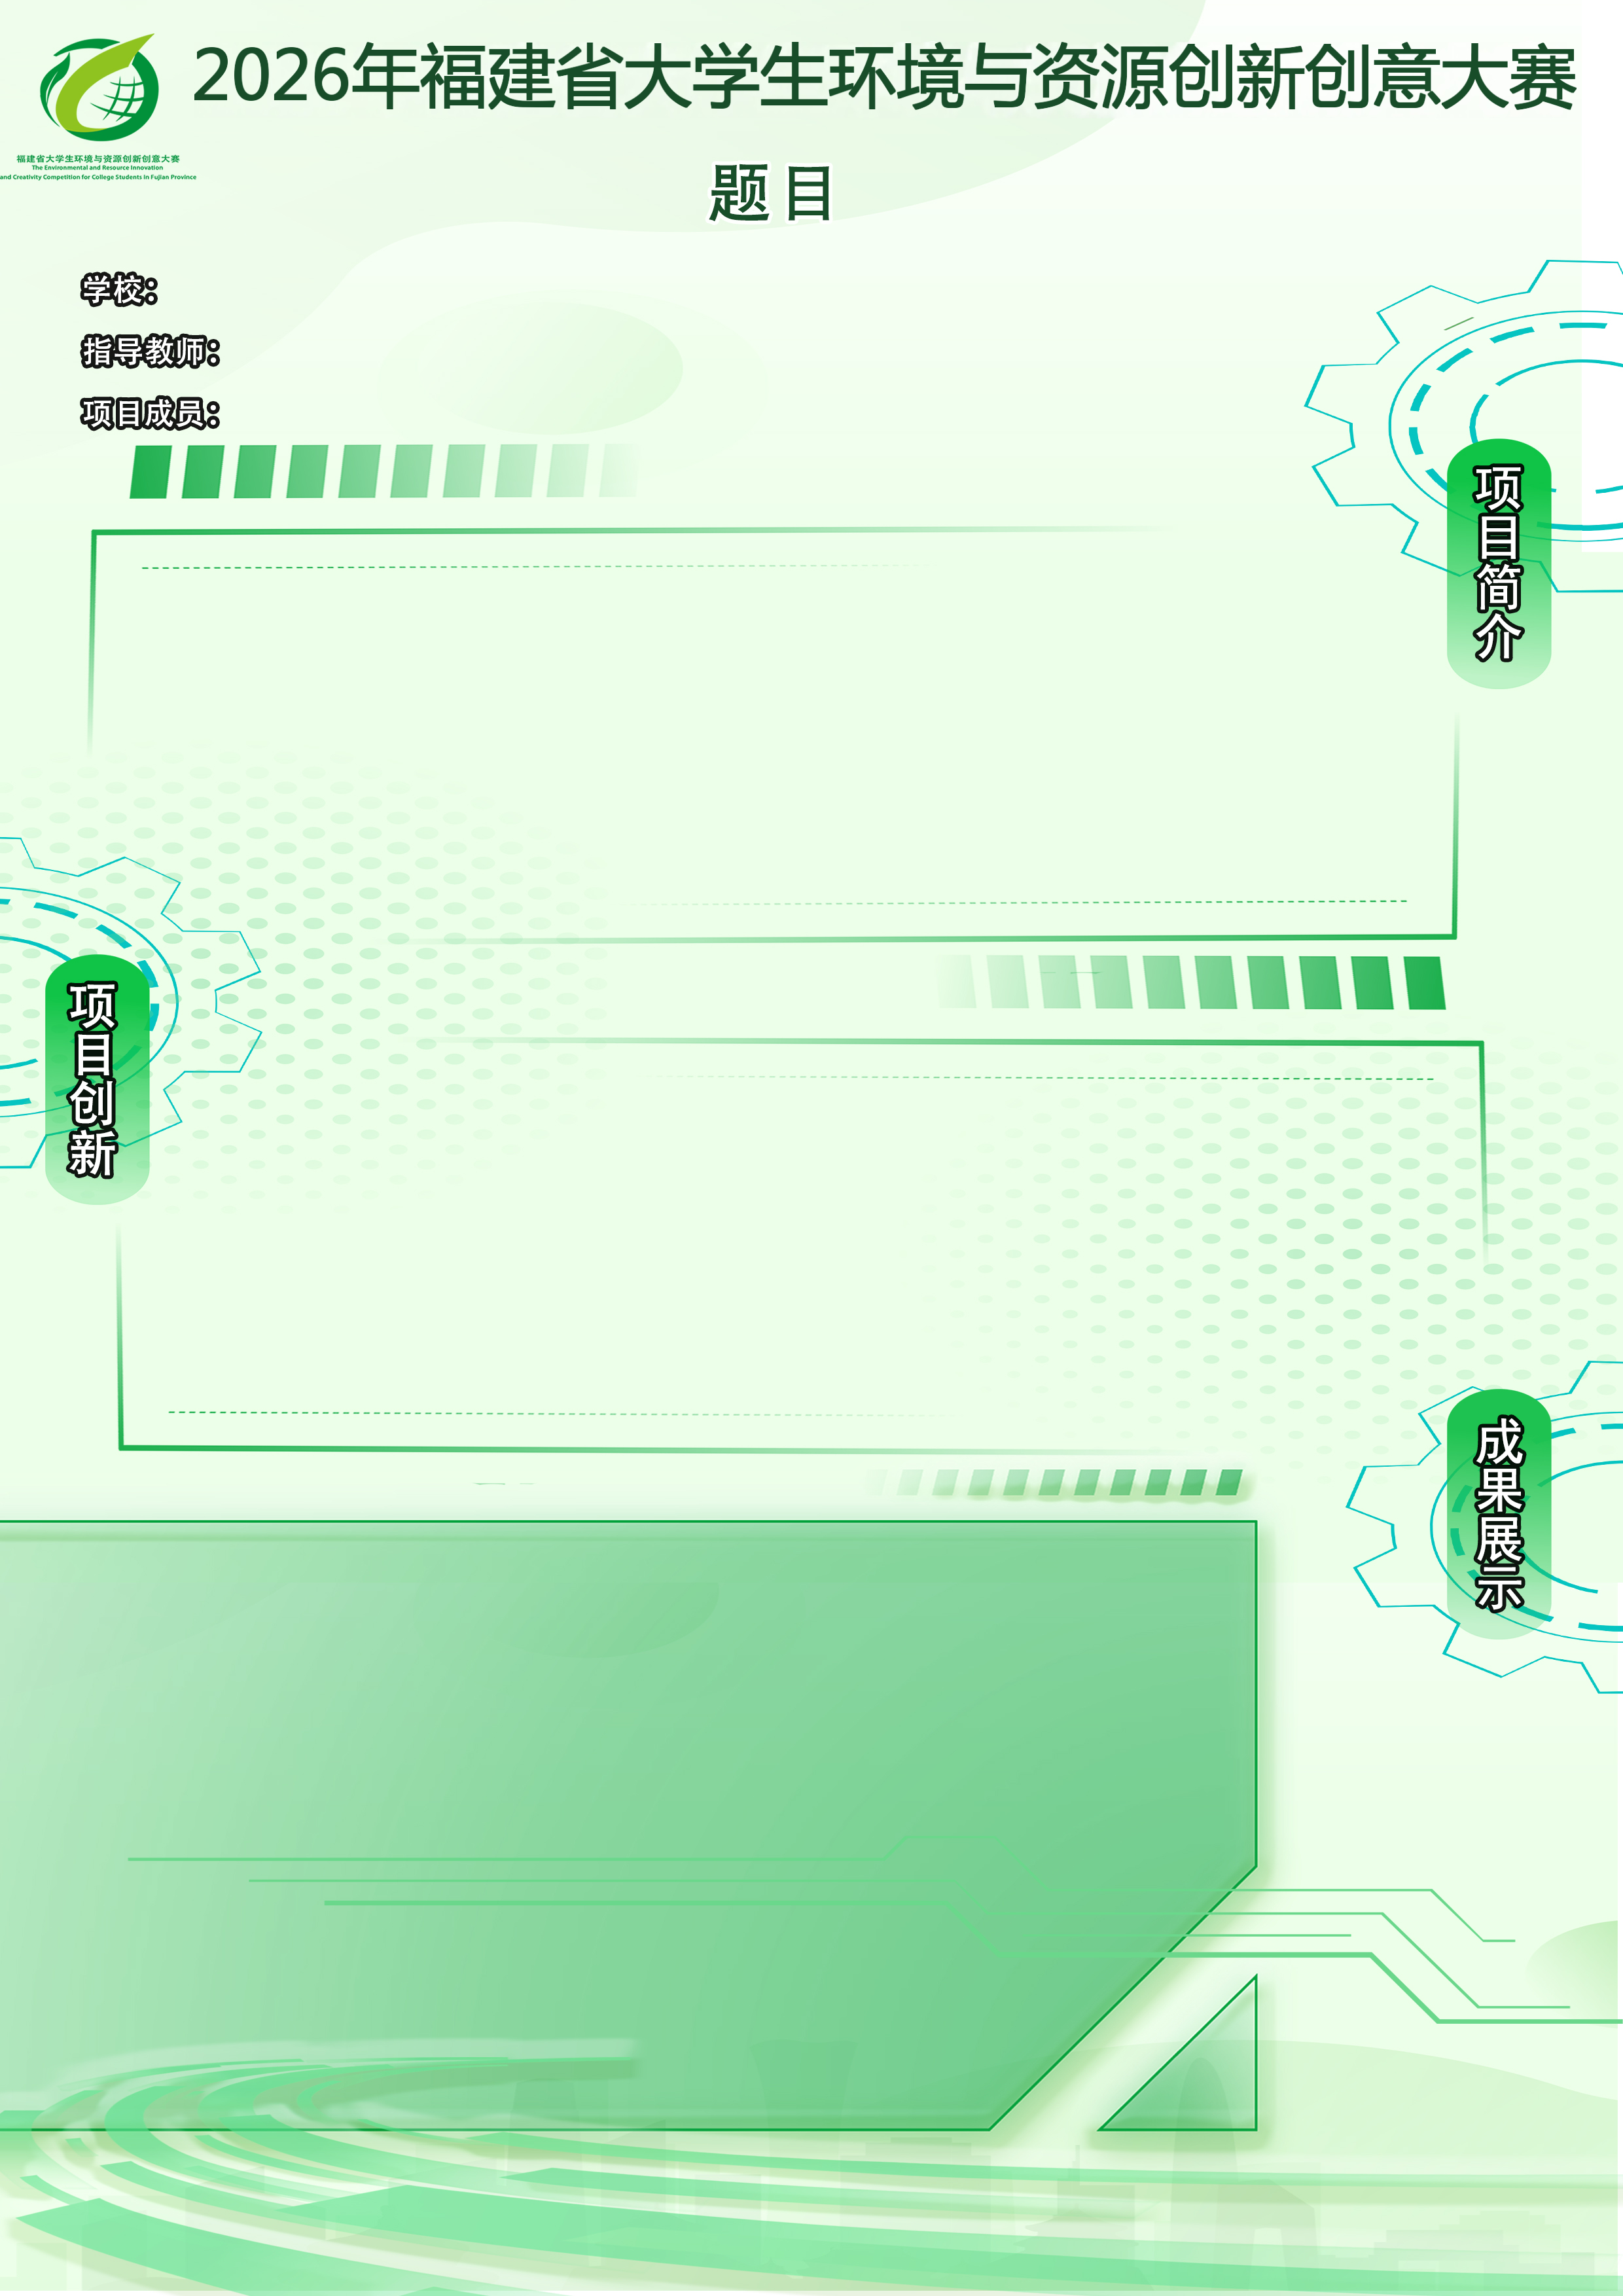 2026年福建省大学生环境与资源创新创意大赛
福建省大学生环境与资源创新创意大赛
The Environmental and Resource Innovation
and Creativity Competition for College Students in Fujian Province
题目
学校：
指导教师：
项目成员：
项目简介
项目创新
成果展示